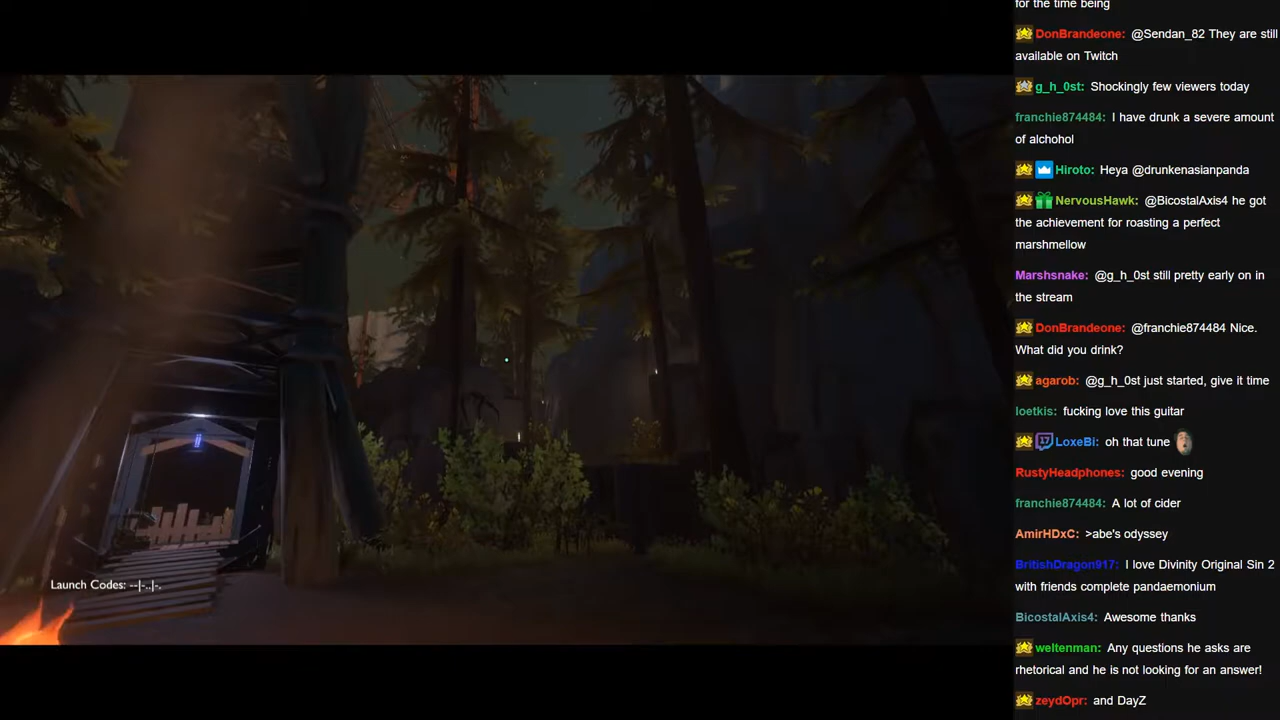 for the time being
DonBrandeone: @Sendan_82 They are still
available on Twitch
g_h_0st: Shockingly few viewers today
franchie874484: I have drunk a severe amount
of alchohol
Hiroto: Heya @drunkenasianpanda
NervousHawk: @BicostalAxis4 he got
the achievement for roasting a perfect
marshmellow
Marshsnake: @g_h_0st still pretty early on in
the stream
DonBrandeone: @franchie874484 Nice.
What did you drink?
agarob: @g_h_0st just started, give it time
loetkis: fucking love this guitar
17 LoxeBi: oh that tune
RustyHeadphones: good evening
franchie874484: A lot of cider
AmirHDxC: >abe's odyssey
BritishDragon917: I love Divinity Original Sin 2
with friends complete pandaemonium
BicostalAxis4: Awesome thanks
weltenman: Any questions he asks are
rhetorical and he is not looking for an answer!
zeydOpr: and DayZ
Launch Codes: --|-..|-.